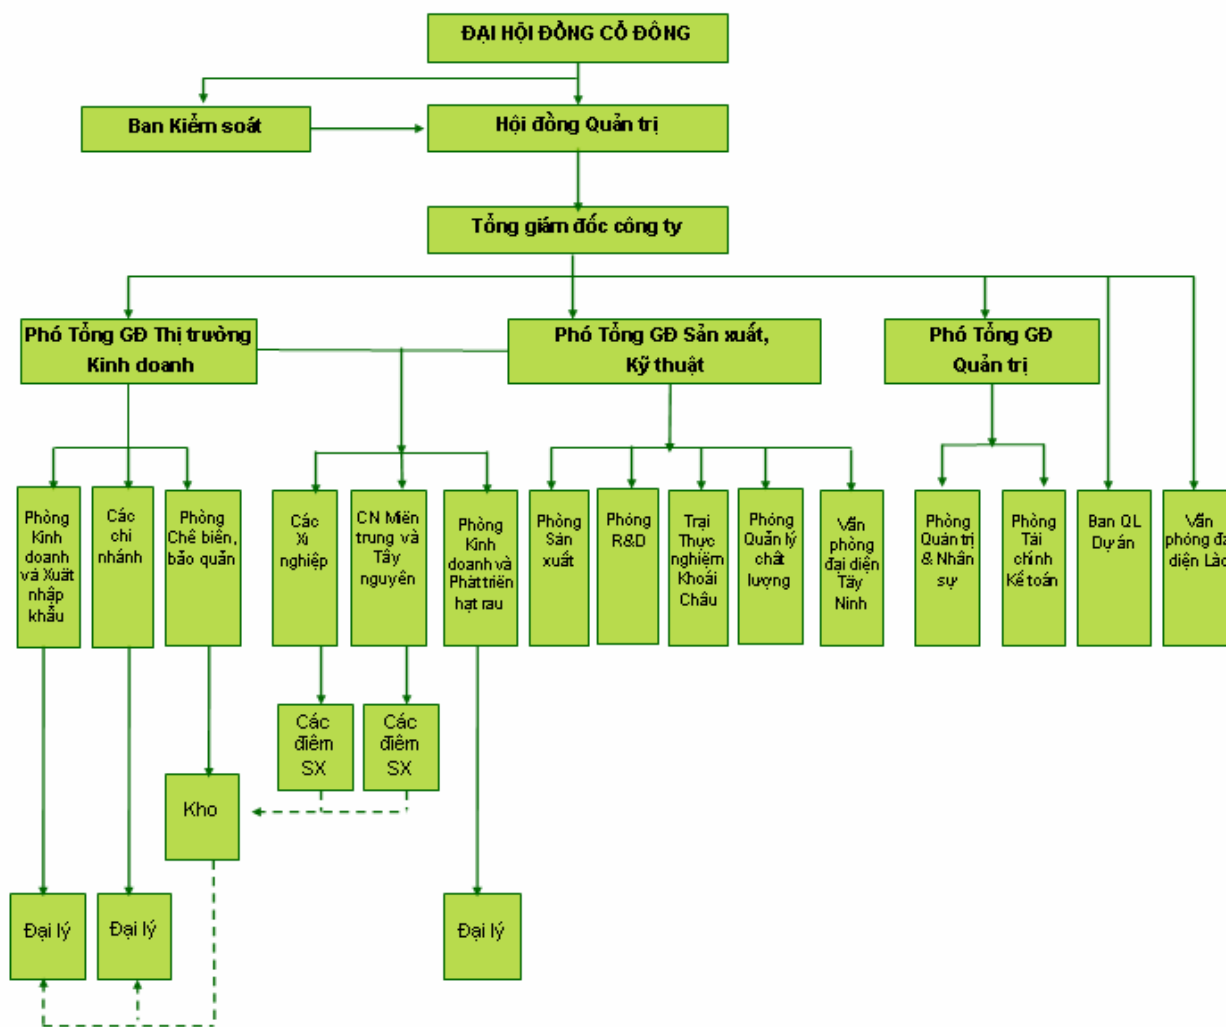 ĐẠI HỘI ĐỒNG CỔ ĐÔNG
Ban Kiểm soát
Hội đồng Quản trị
Tổng giám đốc công ty
Phó Tổng GĐ Thị trường
Kinh doanh
Phó Tổng GĐ Sản xuất,
Kỹ thuật
Phó Tổng GĐ
Quản trị
Phòng
Kinh
doanh
và Xuất
nhập
khẩu
Các
chi
nhánh
Phòng
Chế biến,
bảo quản
Các
Xí
nghiệp
CN Miền
trung và
Tây
nguyên
Phòng
Kinh
doanh và
Phát triển
hạt rau
Phòng
Sản
xuất
Phòng
R&D
Trại
Thực
nghiệm
Khoái
Châu
Phòng
Quản lý
chất
lượng
Văn
phòng
đại diện
Tây
Ninh
Phòng
Quản trị
& Nhân
sự
Phòng
Tài
chính
Kế toán
Ban QL
Dự án
Văn
phòng đại
diện Lào
Các
điểm
SX
Các
điểm
SX
Kho
Đại lý
Đại lý
Đại lý